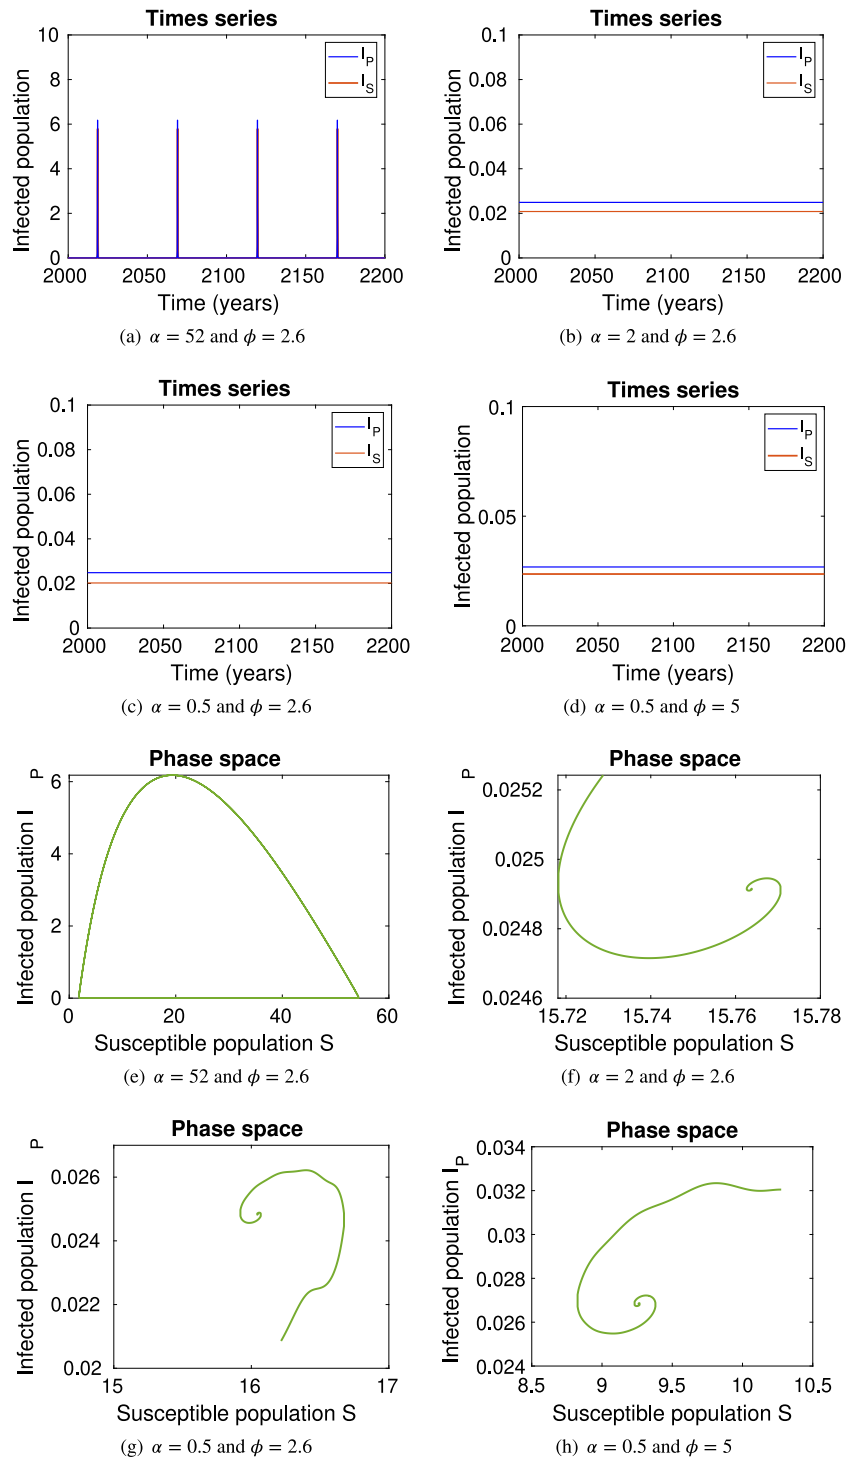 Times series
10
8
6
4
2
0
Infected population
I_P
I_S
2000 2050 2100 2150 2200
Time (years)
(a) α = 52 and ϕ = 2.6
Times series
0.1
0.08
0.06
0.04
0.02
0
Infected population
I_P
I_S
2000 2050 2100 2150 2200
Time (years)
(b) α = 2 and ϕ = 2.6
Times series
0.1
0.08
0.06
0.04
0.02
0
Infected population
I_P
I_S
2000 2050 2100 2150 2200
Time (years)
(c) α = 0.5 and ϕ = 2.6
Times series
0.1
0.05
0
Infected population
I_P
I_S
2000 2050 2100 2150 2200
Time (years)
(d) α = 0.5 and ϕ = 5
Phase space
6
4
2
0
Infected population I_P
0 20 40 60
Susceptible population S
(e) α = 52 and ϕ = 2.6
Phase space
0.0252
0.025
0.0248
0.0246
Infected population I_P
15.72 15.74 15.76 15.78
Susceptible population S
(f) α = 2 and ϕ = 2.6
Phase space
0.026
0.024
0.022
0.02
Infected population I_P
15 16 17
Susceptible population S
(g) α = 0.5 and ϕ = 2.6
Phase space
0.034
0.032
0.03
0.028
0.026
0.024
Infected population I_P
8.5 9 9.5 10 10.5
Susceptible population S
(h) α = 0.5 and ϕ = 5